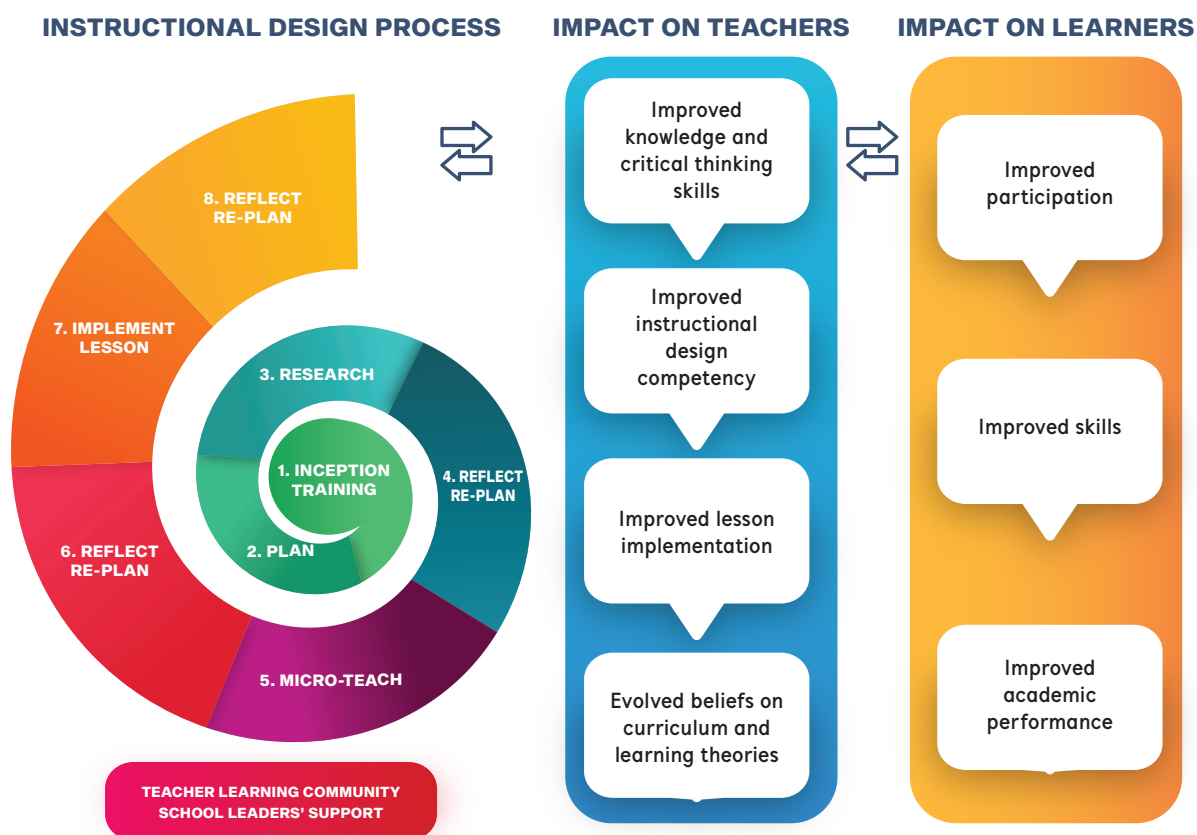 INSTRUCTIONAL DESIGN PROCESS
8. REFLECT
RE-PLAN
7. IMPLEMENT
LESSON
3. RESEARCH
1. INCEPTION
TRAINING
4. REFLECT
RE-PLAN
2. PLAN
6. REFLECT
RE-PLAN
5. MICRO-TEACH
TEACHER LEARNING COMMUNITY
SCHOOL LEADERS’ SUPPORT
IMPACT ON TEACHERS
Improved
knowledge and
critical thinking
skills
Improved
instructional
design
competency
Improved lesson
implementation
Evolved beliefs on
curriculum and
learning theories
IMPACT ON LEARNERS
Improved
participation
Improved skills
Improved
academic
performance